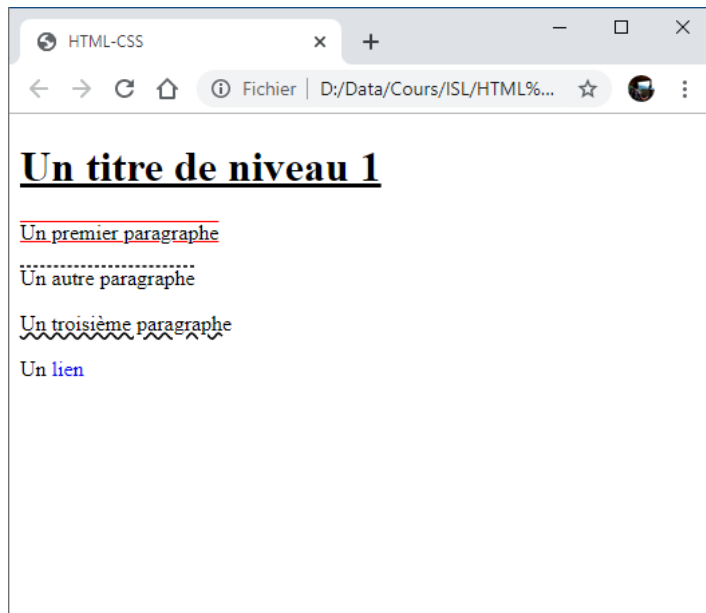 HTML-CSS
Fichier | D:/Data/Cours/ISL/HTML%...
Un titre de niveau 1
Un premier paragraphe
Un autre paragraphe
Un troisième paragraphe
Un lien